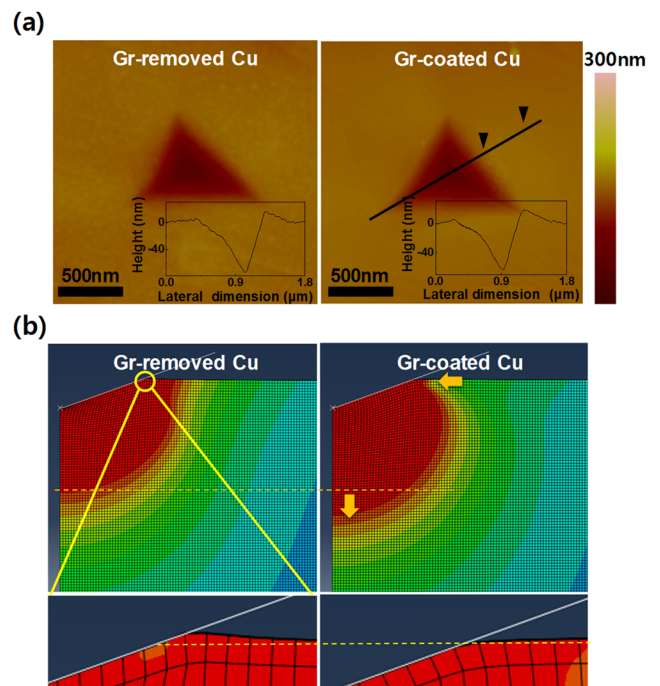 (a)
Gr-removed Cu
Gr-coated Cu
300nm
Height (nm)
0
-40
0.0
0.9
1.8
Lateral dimension (µm)
500nm
Height (nm)
0
-40
0.0
0.9
1.8
Lateral dimension (µm)
500nm
(b)
Gr-removed Cu
Gr-coated Cu